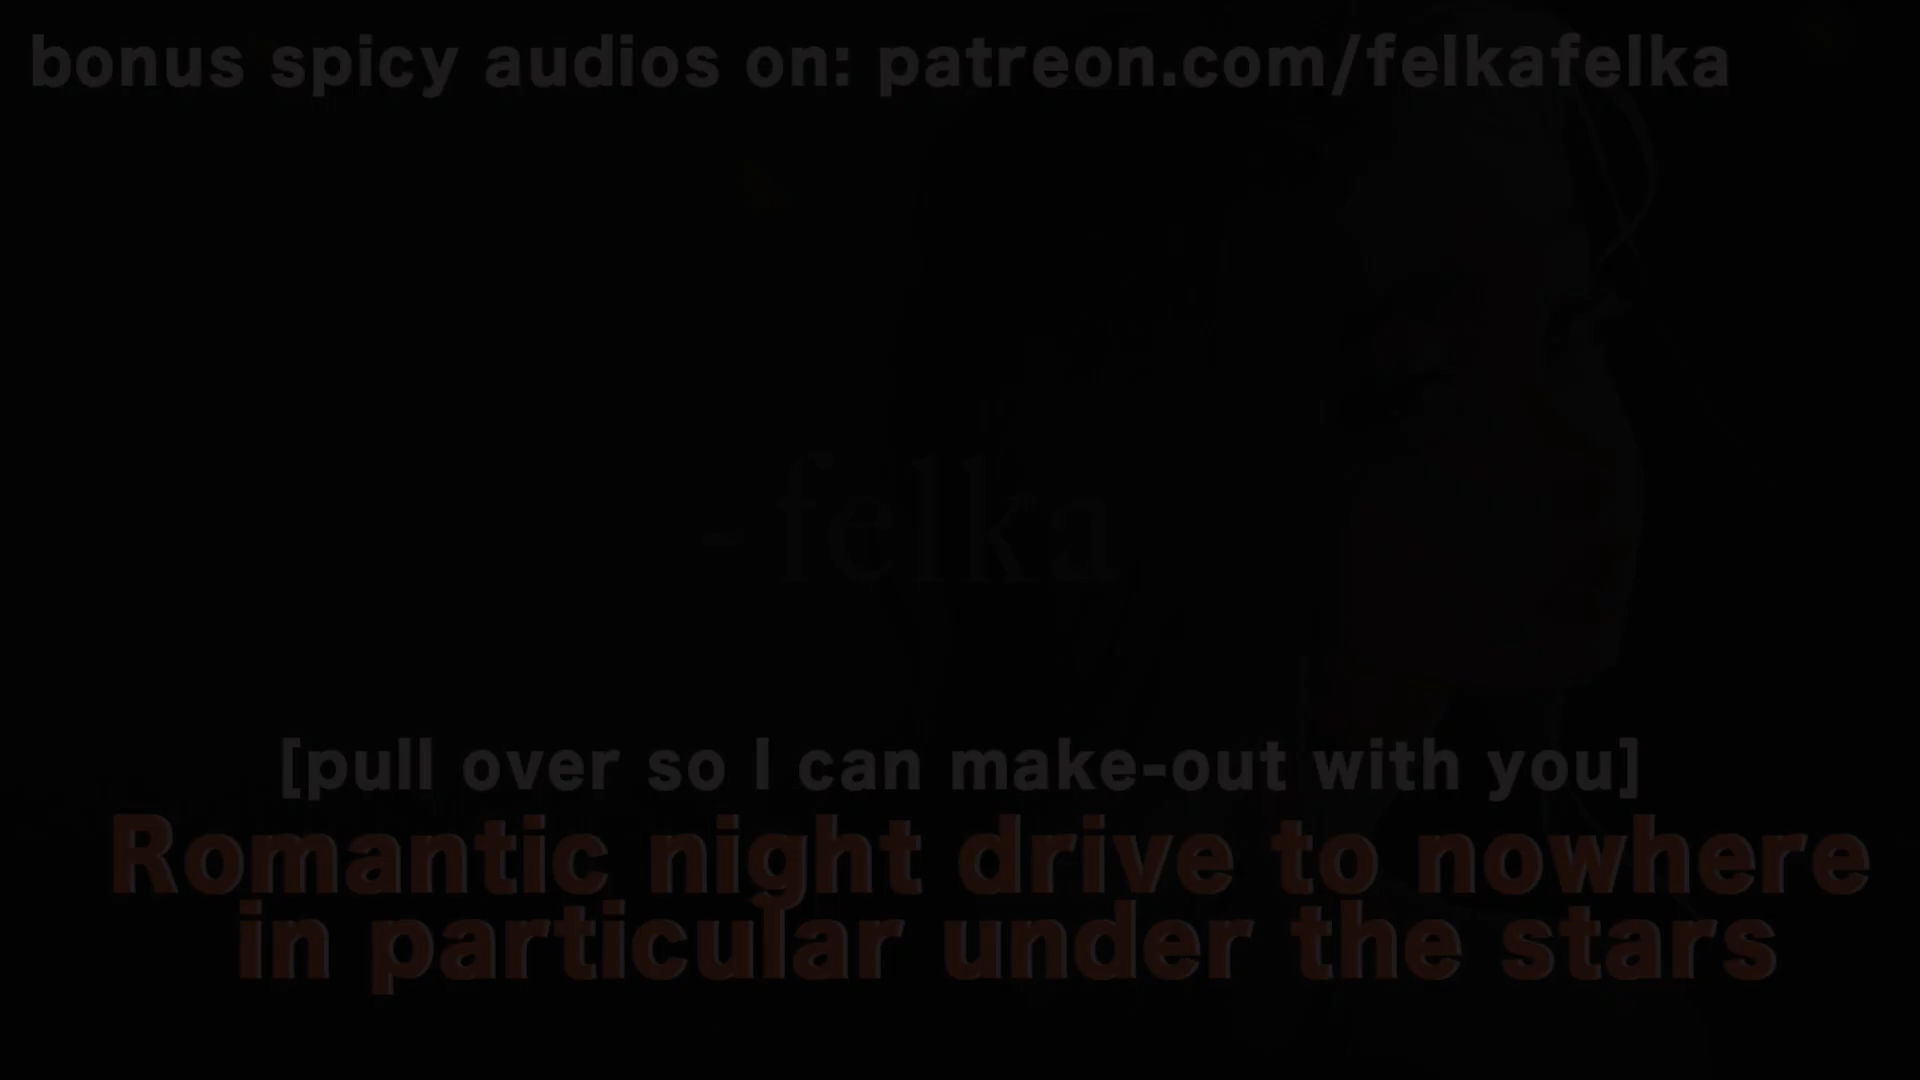 bonus spicy audios on: patreon.com/felkafelka
- felka
[pull over so I can make-out with you]
Romantic night drive to nowhere
in particular under the stars